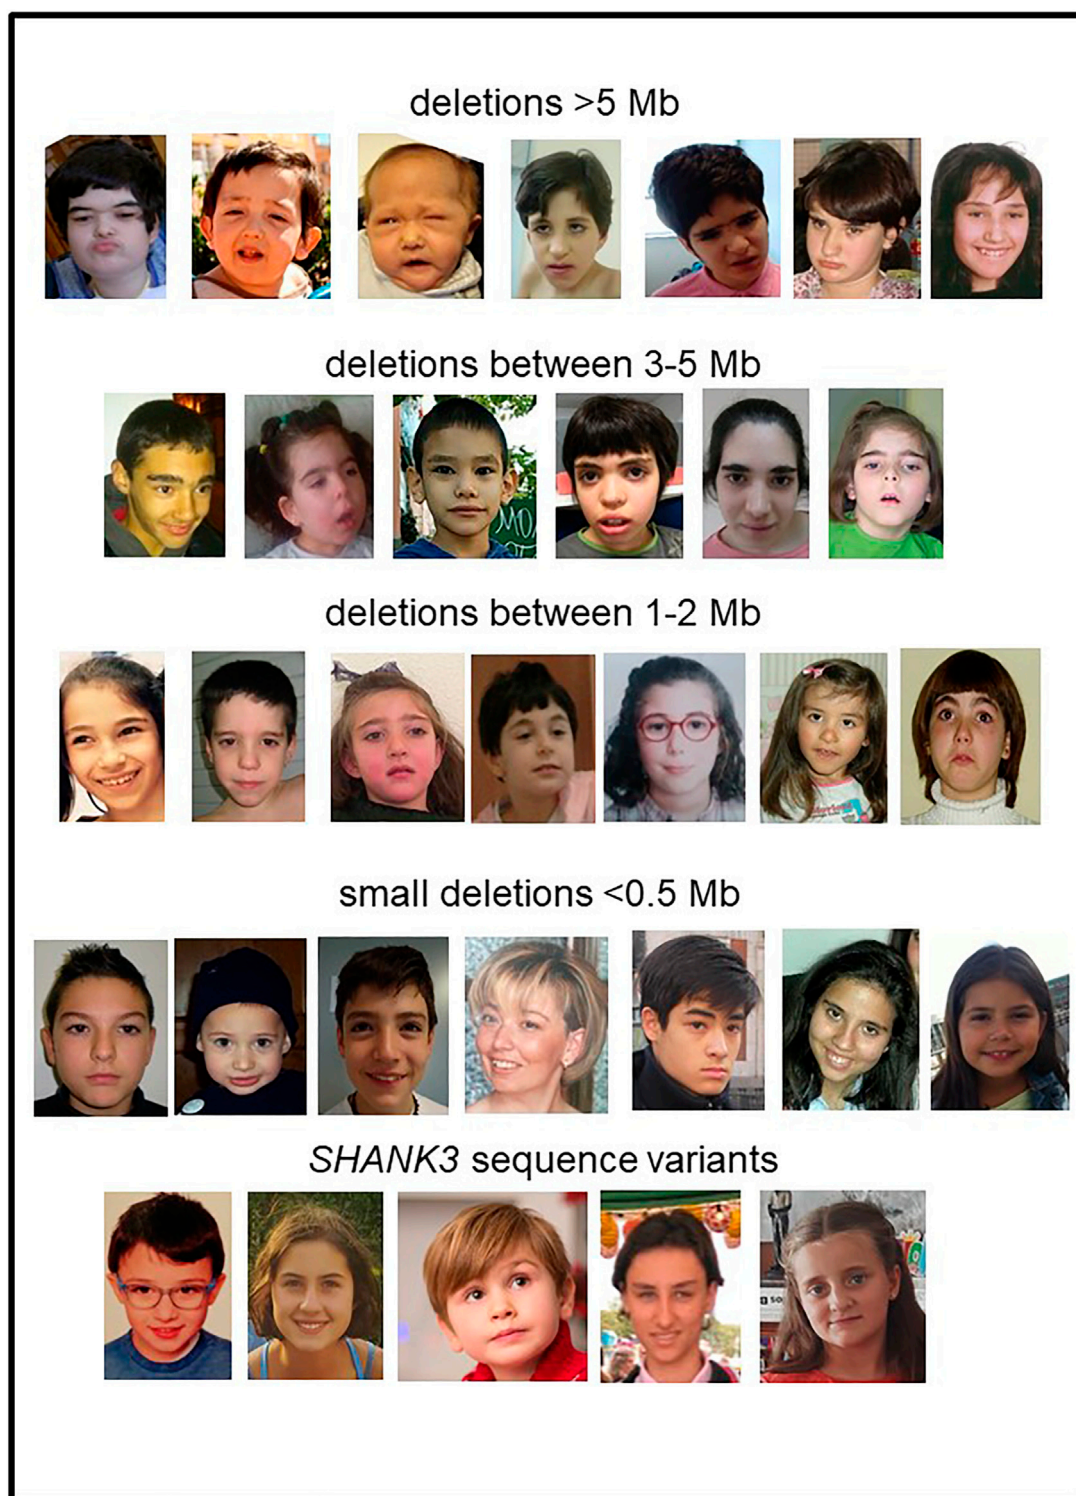 deletions >5 Mb
deletions between 3-5 Mb
deletions between 1-2 Mb
small deletions <0.5 Mb
SHANK3 sequence variants